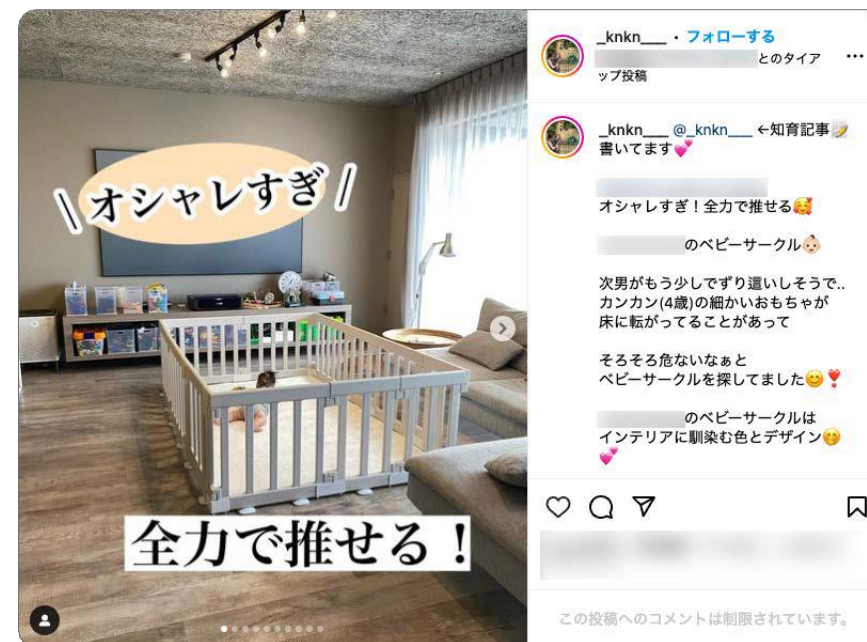 \ オシャレすぎ /
全力で推せる！
_knkn___ • フォローする
とのタイア
ップ投稿
_knkn___ @_knkn___ ←知育記事📝
書いてます💕
オシャレすぎ！全力で推せる🥰
のベビーサークル👶🏻
次男がもう少しでずり這いしそうで..
カンカン(4歳)の細かいおもちゃが
床に転がってることがあって
そろそろ危ないなぁと
ベビーサークルを探してました😊❣️
のベビーサークルは
インテリアに馴染む色とデザイン🤭
💕
この投稿へのコメントは制限されています。